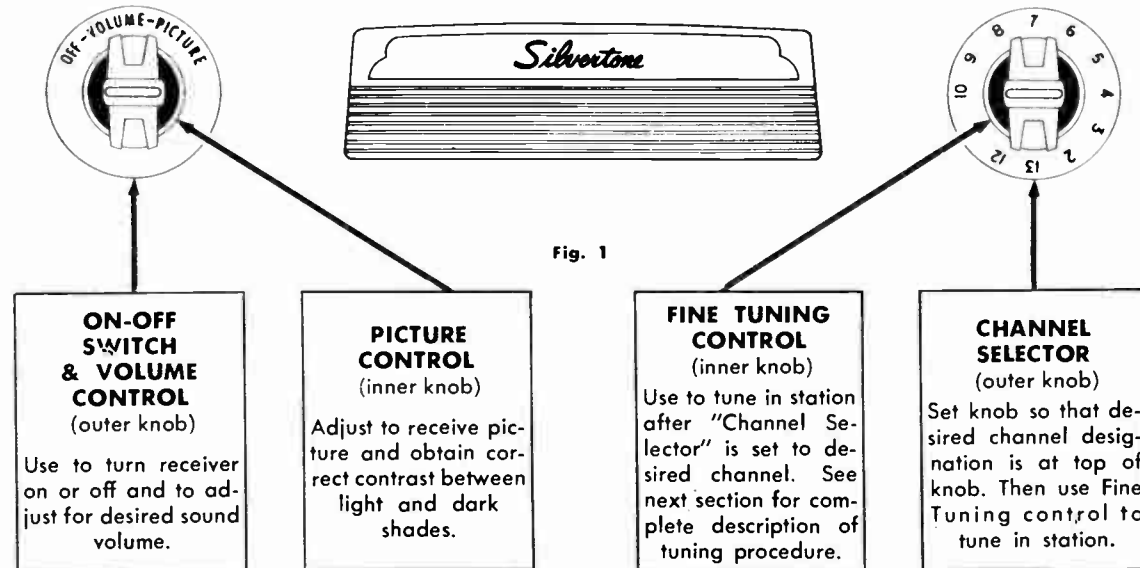 OFF-VOLUME-PICTURE
Silvertone
10 9 8 7 6 5 4 3 2 13 12
Fig. 1
ON-OFF
SWITCH
& VOLUME
CONTROL
(outer knob)
Use to turn receiver
on or off and to ad-
just for desired sound
volume.
PICTURE
CONTROL
(inner knob)
Adjust to receive pic-
ture and obtain cor-
rect contrast between
light and dark
shades.
FINE TUNING
CONTROL
(inner knob)
Use to tune in station
after "Channel Se-
lector" is set to de-
sired channel. See
next section for com-
plete description of
tuning procedure.
CHANNEL
SELECTOR
(outer knob)
Set knob so that de-
sired channel desig-
nation is at top of
knob. Then use Fine
Tuning control to
tune in station.